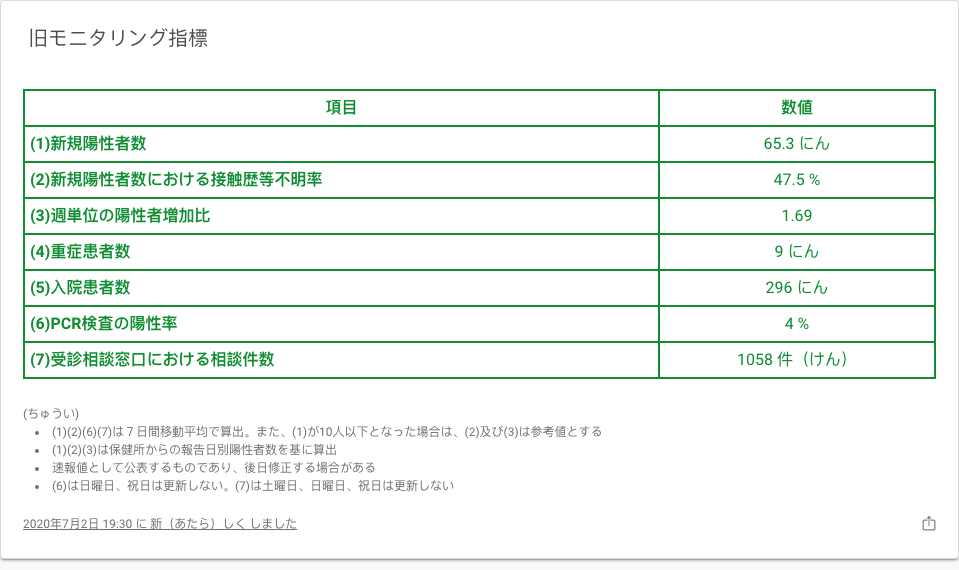 旧モニタリング指標
項目 数値
(1)新規陽性者数 65.3 にん
(2)新規陽性者数における接触歴等不明率 47.5 %
(3)週単位の陽性者増加比 1.69
(4)重症患者数 9 にん
(5)入院患者数 296 にん
(6)PCR検査の陽性率 4 %
(7)受診相談窓口における相談件数 1058 件（けん）
(ちゅうい)
(1)(2)(6)(7)は７日間移動平均で算出。また、(1)が10人以下となった場合は、(2)及び(3)は参考値とする
(1)(2)(3)は保健所からの報告日別陽性者数を基に算出
速報値として公表するものであり、後日修正する場合がある
(6)は日曜日、祝日は更新しない。(7)は土曜日、日曜日、祝日は更新しない
2020年7月2日 19:30 に 新（あたら）しく しました